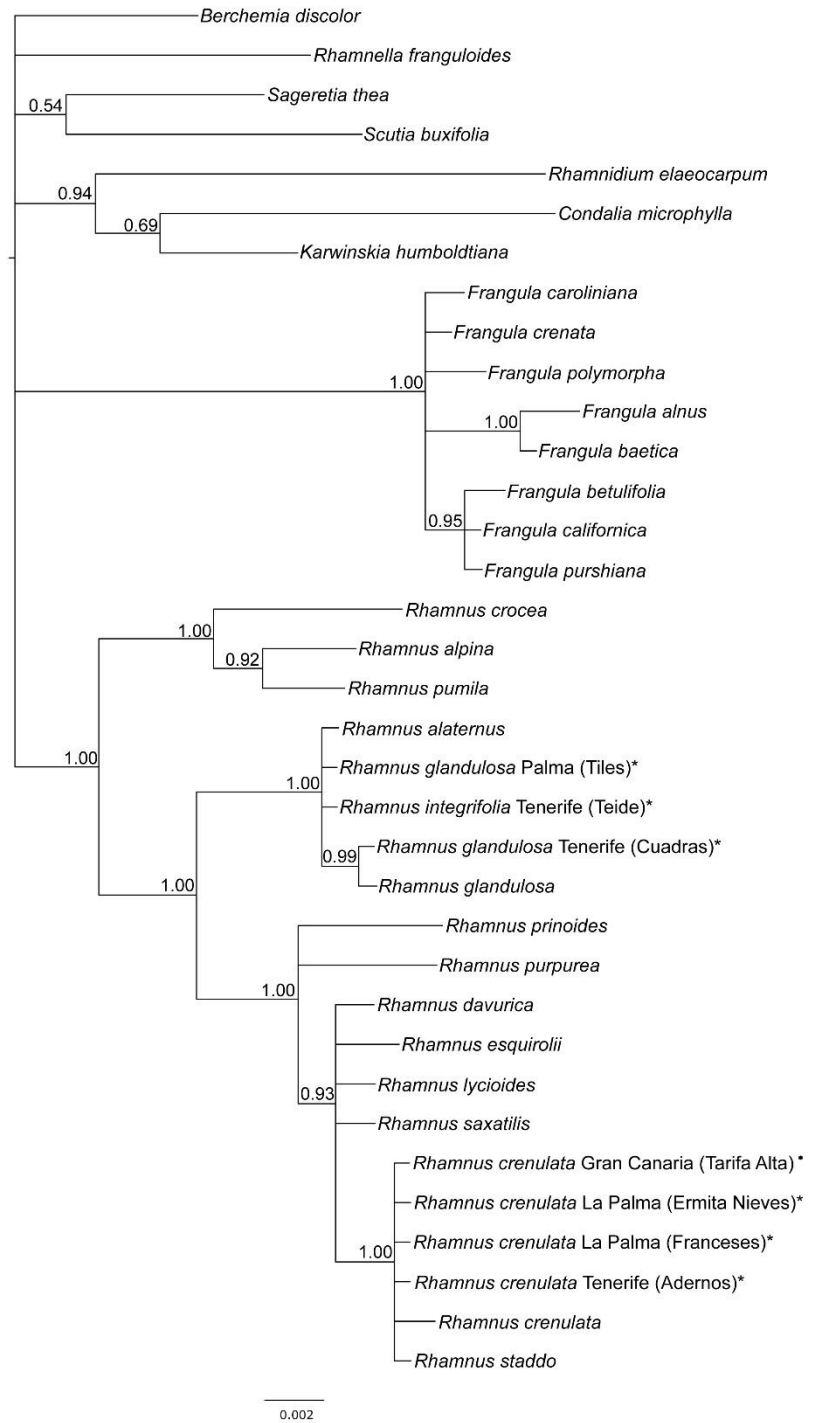 Berchemia discolor
Rhamnella franguloides
Sageretia thea
0.54
Scutia buxifolia
Rhamnidium elaeocarpum
0.94
Condalia microphylla
0.69
Karwinskia humboldtiana
Frangula caroliniana
Frangula crenata
Frangula polymorpha
1.00
Frangula alnus
1.00
Frangula baetica
Frangula betulifolia
0.95
Frangula californica
Frangula purshiana
Rhamnus crocea
1.00
Rhamnus alpina
0.92
Rhamnus pumila
Rhamnus alaternus
1.00
Rhamnus glandulosa Palma (Tiles)*
1.00
Rhamnus integrifolia Tenerife (Teide)*
Rhamnus glandulosa Tenerife (Cuadras)*
0.99
Rhamnus glandulosa
1.00
Rhamnus prinoides
Rhamnus purpurea
1.00
Rhamnus davurica
Rhamnus esquirolii
Rhamnus lycioides
0.93
Rhamnus saxatilis
Rhamnus crenulata Gran Canaria (Tarifa Alta)•
Rhamnus crenulata La Palma (Ermita Nieves)*
Rhamnus crenulata La Palma (Franceses)*
1.00
Rhamnus crenulata Tenerife (Adernos)*
Rhamnus crenulata
Rhamnus staddo
0.002